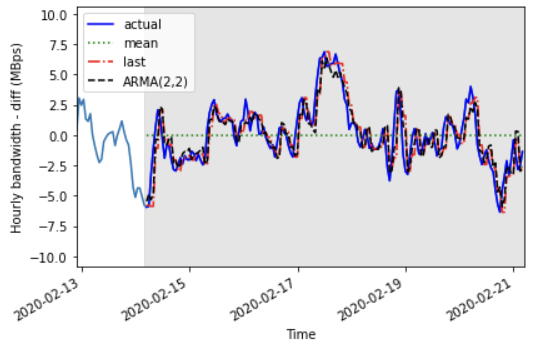 Hourly bandwidth - diff (MBps)
10.0
7.5
5.0
2.5
0.0
−2.5
−5.0
−7.5
−10.0
actual
mean
last
ARMA(2,2)
2020-02-13
2020-02-15
2020-02-17
2020-02-19
2020-02-21
Time